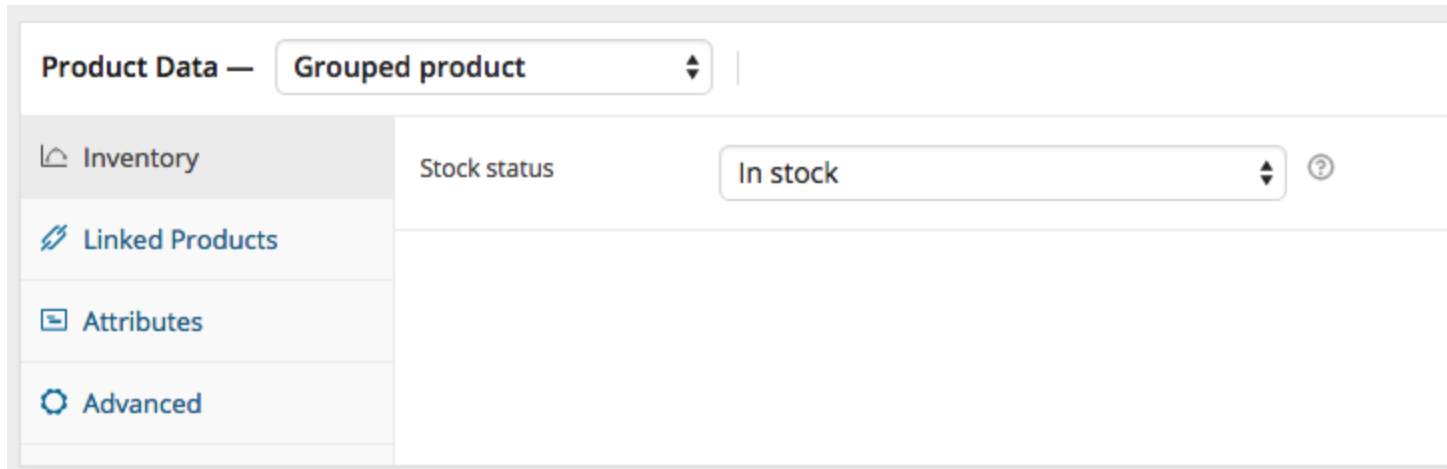 Product Data — Grouped product
Inventory
Stock status
In stock
Linked Products
Attributes
Advanced